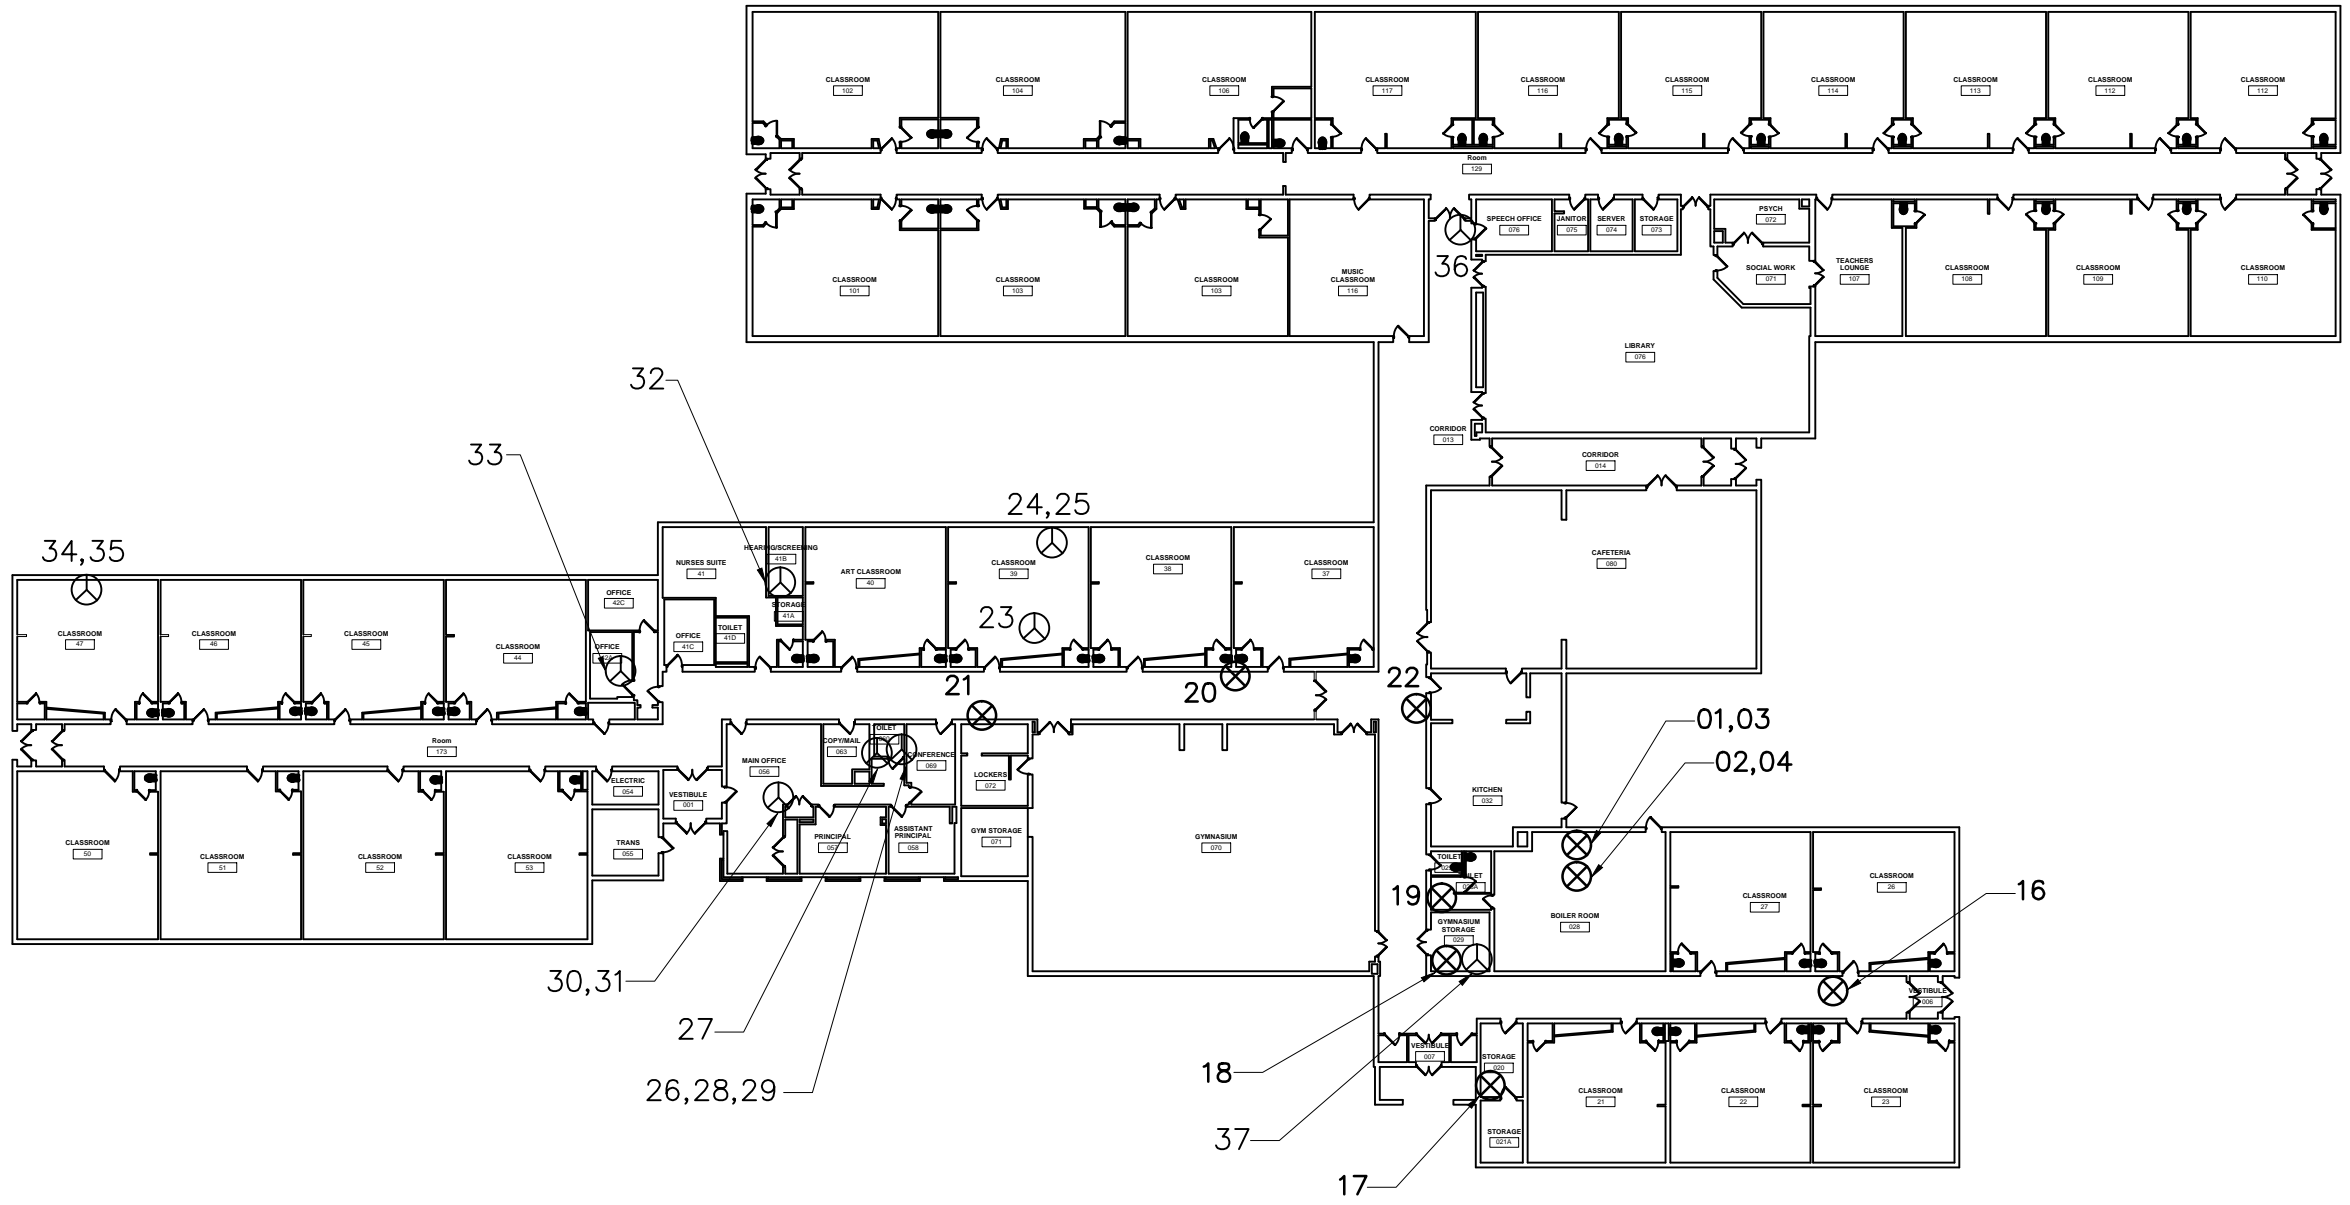 CLASSROOM
102
CLASSROOM
104
CLASSROOM
106
CLASSROOM
117
CLASSROOM
116
CLASSROOM
115
CLASSROOM
114
CLASSROOM
113
CLASSROOM
112
CLASSROOM
112
Room
129
CLASSROOM
101
CLASSROOM
103
CLASSROOM
103
MUSIC
CLASSROOM
116
36
SPEECH OFFICE
076
JANITOR
075
SERVER
074
STORAGE
073
PSYCH
072
SOCIAL WORK
071
TEACHERS
LOUNGE
107
CLASSROOM
108
CLASSROOM
109
CLASSROOM
110
LIBRARY
076
CORRIDOR
013
CORRIDOR
014
32
33
24,25
34,35
CLASSROOM
47
CLASSROOM
46
CLASSROOM
45
CLASSROOM
44
OFFICE
42C
OFFICE
42A
NURSES SUITE
41
HEARING/SCREENING
41B
STORAGE
41A
OFFICE
41C
TOILET
41D
ART CLASSROOM
40
CLASSROOM
39
23
CLASSROOM
38
CLASSROOM
37
CAFETERIA
080
21
20
22
01,03
02,04
Room
173
CLASSROOM
50
CLASSROOM
51
CLASSROOM
52
CLASSROOM
53
ELECTRIC
054
TRANS
055
VESTIBULE
001
MAIN OFFICE
056
COPY/MAIL
063
TOILET
CONFERENCE
069
PRINCIPAL
057
ASSISTANT
PRINCIPAL
058
LOCKERS
072
GYM STORAGE
071
GYMNASIUM
070
KITCHEN
032
TOILET
TOILET
19
GYMNASIUM
STORAGE
029
BOILER ROOM
028
CLASSROOM
27
CLASSROOM
26
16
VESTIBULE
006
30,31
27
26,28,29
18
37
17
VESTIBULE
007
STORAGE
020
STORAGE
021A
CLASSROOM
21
CLASSROOM
22
CLASSROOM
23